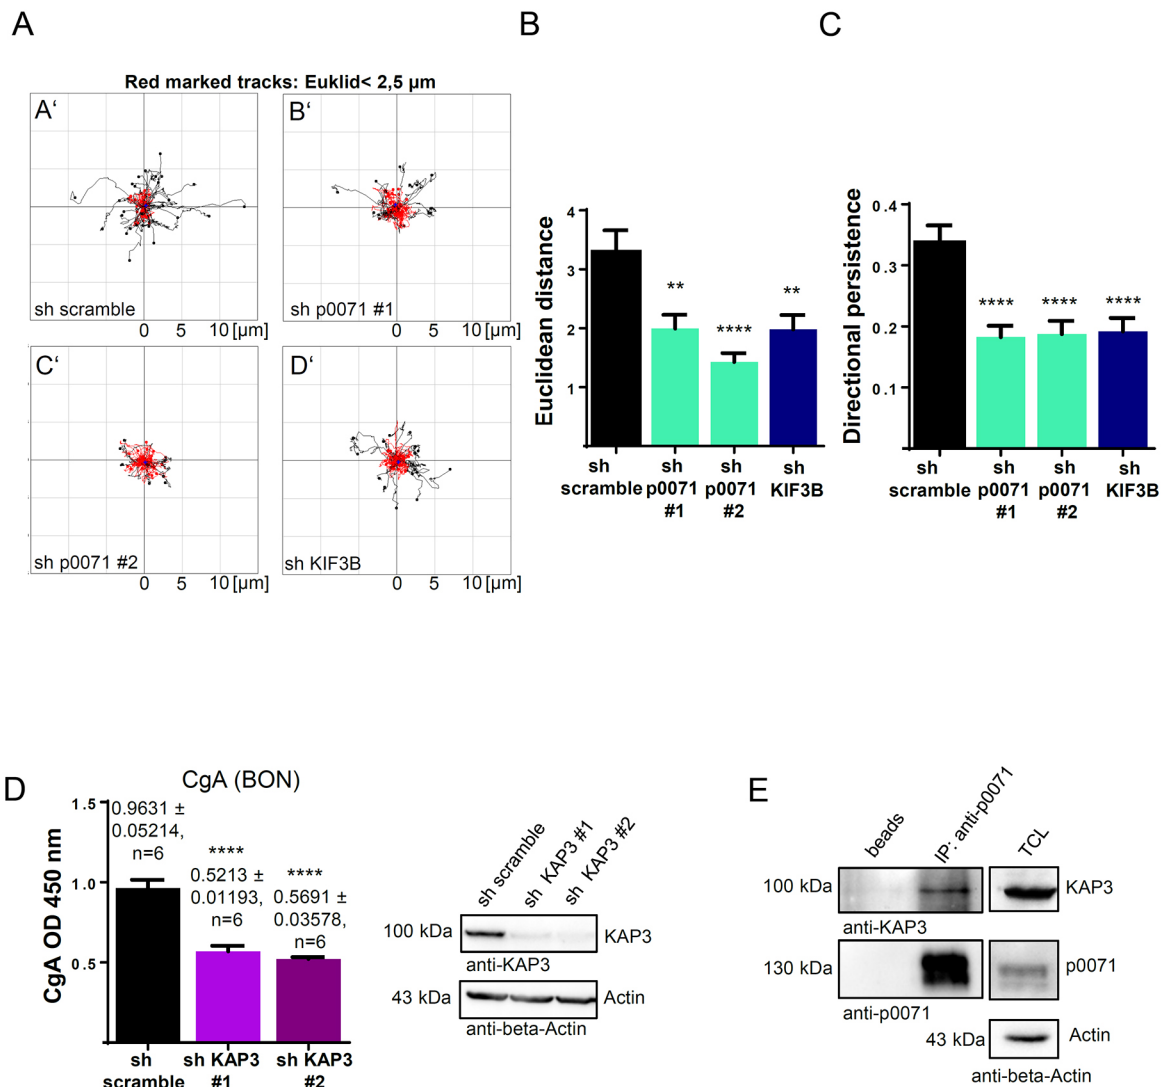 A
B
C
Red marked tracks: Euklid< 2,5 µm
A‘
sh scramble
0 5 10 [µm]
B‘
sh p0071 #1
0 5 10 [µm]
C‘
sh p0071 #2
0 5 10 [µm]
D‘
sh KIF3B
0 5 10 [µm]
Euclidean distance
4
3
2
1
**
****
**
sh
scramble
sh
p0071
#1
sh
p0071
#2
sh
KIF3B
Directional persistence
0.4
0.3
0.2
0.1
****
****
****
sh
scramble
sh
p0071
#1
sh
p0071
#2
sh
KIF3B
D
CgA (BON)
CgA OD 450 nm
1.5
1.0
0.5
0.9631 ±
0.05214,
n=6
****
0.5213 ±
0.01193,
n=6
****
0.5691 ±
0.03578,
n=6
sh
scramble
sh KAP3
#1
sh KAP3
#2
sh scramble
sh KAP3 #1
sh KAP3 #2
100 kDa
KAP3
anti-KAP3
43 kDa
Actin
anti-beta-Actin
E
beads
IP: anti-p0071
TCL
100 kDa
KAP3
anti-KAP3
130 kDa
p0071
anti-p0071
43 kDa
Actin
anti-beta-Actin